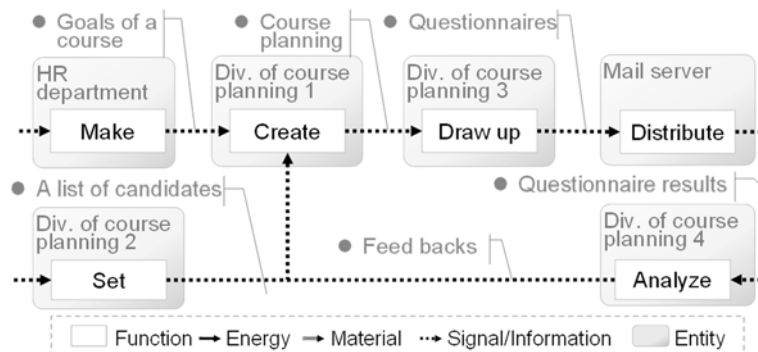 Goals of a
course
Course
planning
Questionnaires
HR
department
Make
Div. of course
planning 1
Create
Div. of course
planning 3
Draw up
Mail server
Distribute
A list of candidates
Questionnaire results
Div. of course
planning 2
Set
Feed backs
Div. of course
planning 4
Analyze
Function Energy Material Signal/Information Entity